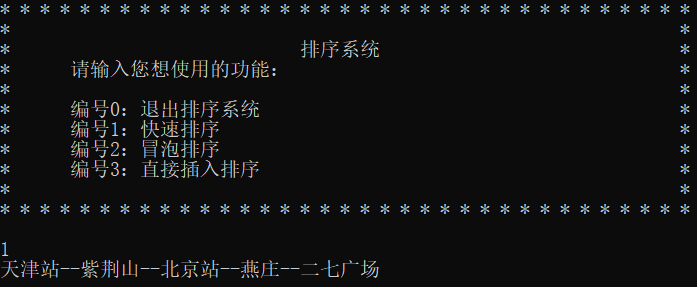 * * * * * * * * * * * * * * * * * * * * * * * * * * * * * * * * * * *
* *
* 排序系统 *
* 请输入您想使用的功能: *
* *
* 编号0: 退出排序系统 *
* 编号1: 快速排序 *
* 编号2: 冒泡排序 *
* 编号3: 直接插入排序 *
* *
* * * * * * * * * * * * * * * * * * * * * * * * * * * * * * * * * * *
1
天津站--紫荆山--北京站--燕庄--二七广场